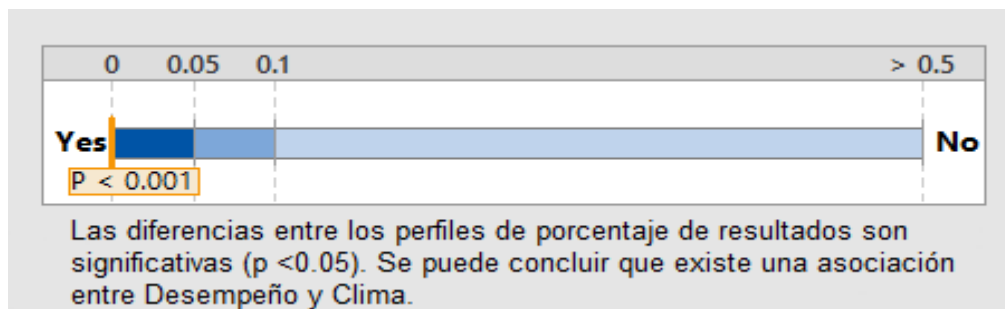 0 0.05 0.1 > 0.5
Yes No
P < 0.001
Las diferencias entre los perfiles de porcentaje de resultados son
significativas (p <0.05). Se puede concluir que existe una asociación
entre Desempeño y Clima.